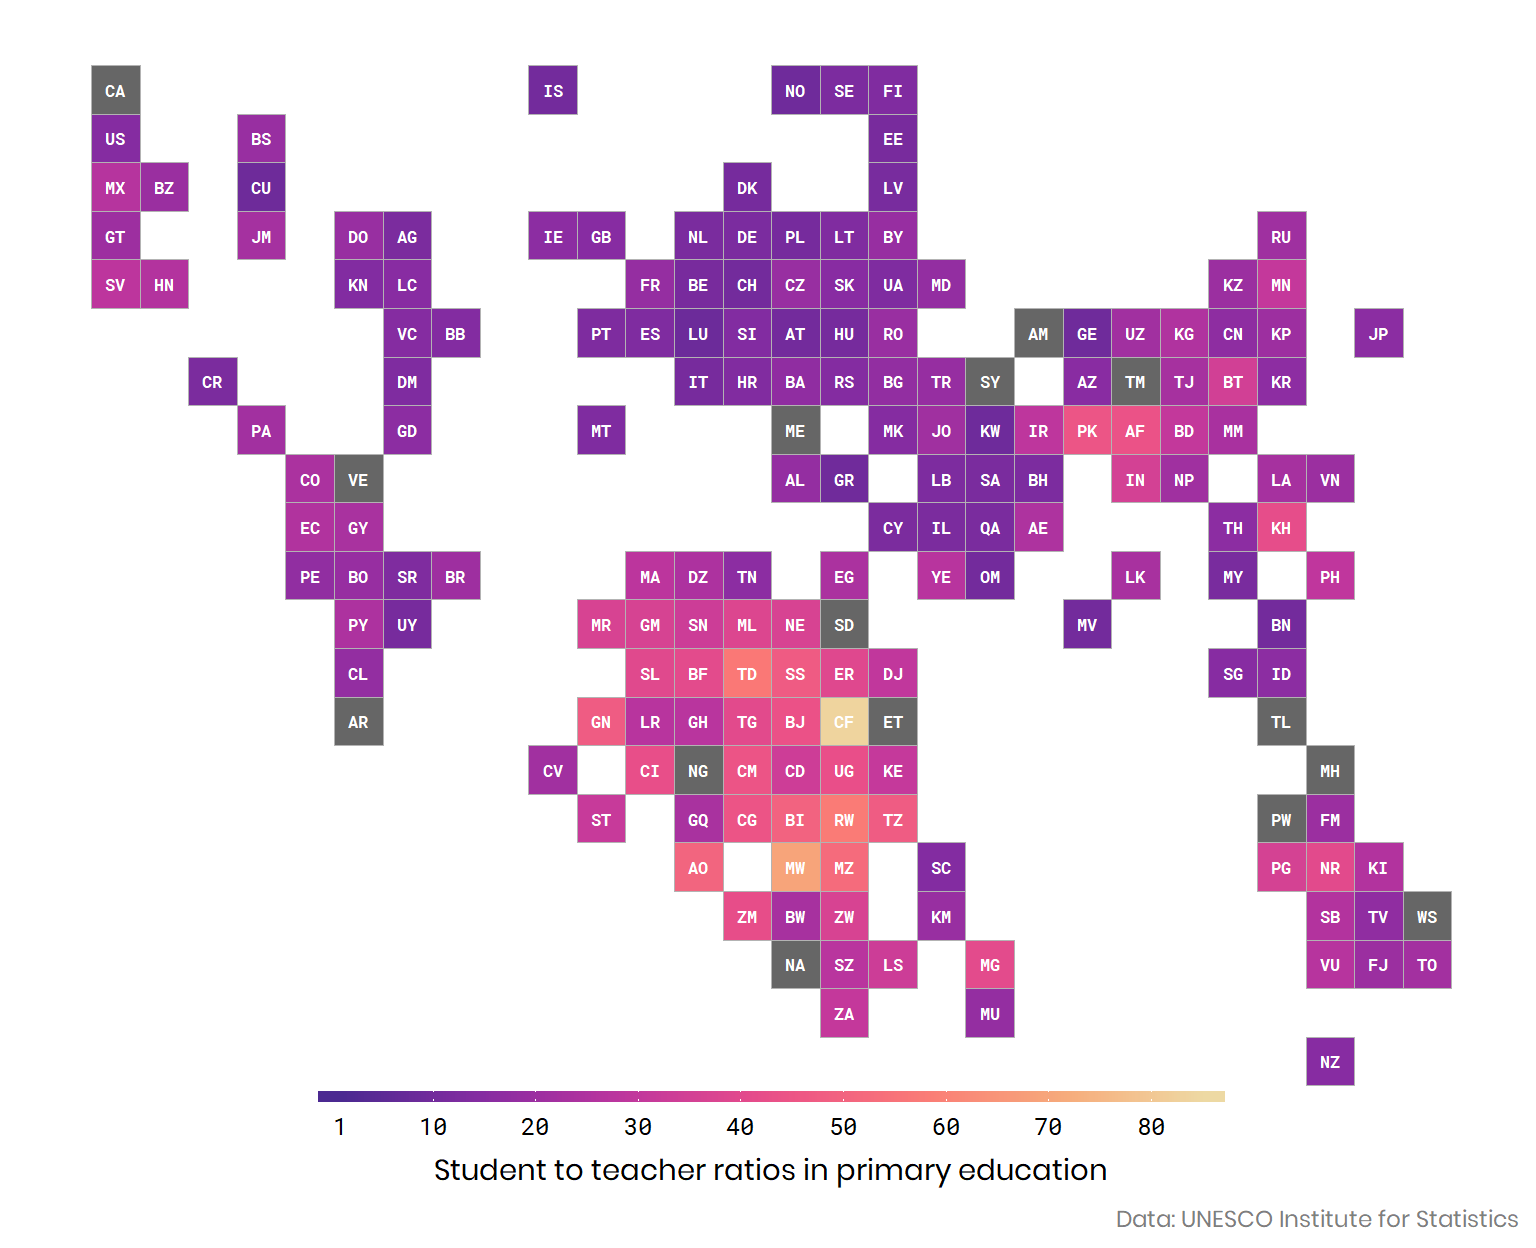 CA IS NO SE FI
US BS EE
MX BZ CU DK LV
GT JM DO AG IE GB NL DE PL LT BY RU
SV HN KN LC FR BE CH CZ SK UA MD KZ MN
VC BB PT ES LU SI AT HU RO AM GE UZ KG CN KP JP
CR DM IT HR BA RS BG TR SY AZ TM TJ BT KR
PA GD MT ME MK JO KW IR PK AF BD MM
CO VE AL GR LB SA BH IN NP LA VN
EC GY CY IL QA AE TH KH
PE BO SR BR MA DZ TN EG YE OM LK MY PH
PY UY MR GM SN ML NE SD MV BN
CL SL BF TD SS ER DJ SG ID
AR GN LR GH TG BJ CF ET TL
CV CI NG CM CD UG KE MH
ST GQ CG BI RW TZ PW FM
AO MW MZ SC PG NR KI
ZM BW ZW KM SB TV WS
NA SZ LS MG VU FJ TO
ZA MU
NZ
1 10 20 30 40 50 60 70 80
Student to teacher ratios in primary education
Data: UNESCO Institute for Statistics